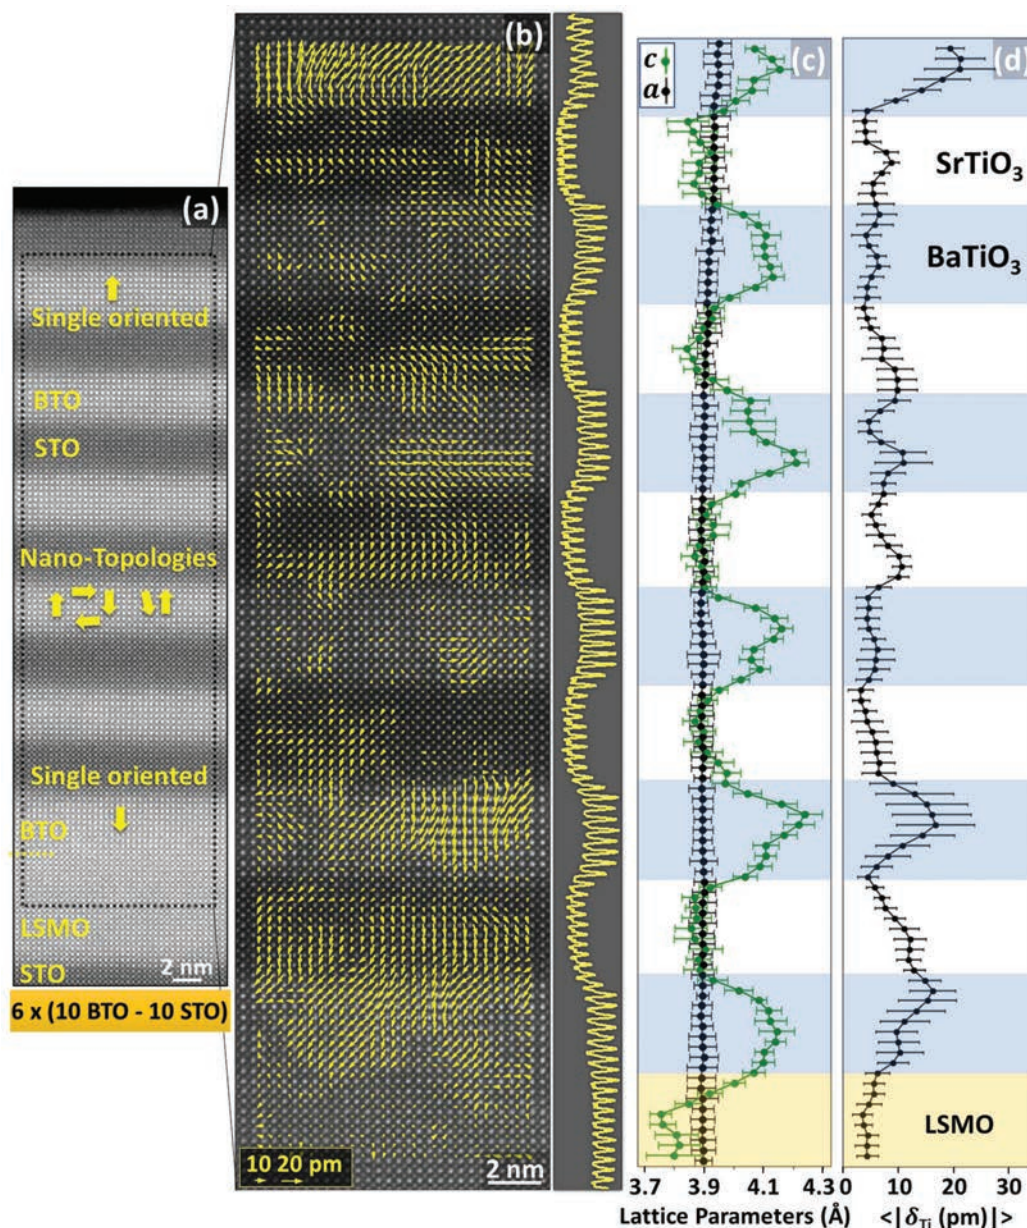 (a)
Single oriented
BTO
STO
Nano-Topologies
Single oriented
BTO
LSMO
STO
2 nm
6 x (10 BTO - 10 STO)
(b)
10 20 pm
2 nm
c
a
(c)
3.7 3.9 4.1 4.3
Lattice Parameters (Å)
(d)
SrTiO₃
BaTiO₃
LSMO
0 10 20 30
<|δ_Ti (pm)|>